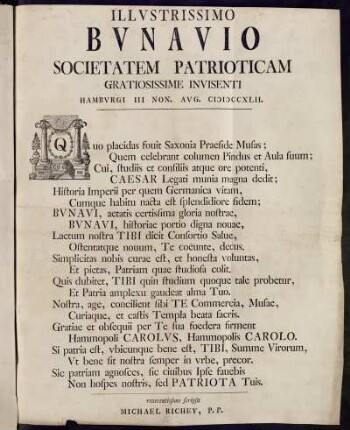 ILLVSTRISSIMO
BVNAVIO
SOCIETATEM PATRIOTICAM
GRATIOSISSIME INVISENTI
HAMBVRGI III NON. AVG. CIƆIƆCCXLII.
Quo placidas fouit Saxonia Praeside Musas;
Quem celebrant columen Pindus et Aula suum;
Cui, studiis et consiliis atque ore potenti,
CAESAR Legati munia magna dedit;
Historia Imperii per quem Germanica vitam,
Cumque habitu nacta est splendidiore fidem;
BVNAVI, aetatis certissima gloria nostrae,
BVNAVI, historiae portio digna nouae,
Laetum nostra TIBI dicit Consortio Salue,
Ostentatque nouum, Te coeunte, decus.
Simplicitas nobis curae est, et honesta voluntas,
Et pietas, Patriam quae studiosa colit.
Quis dubitet, TIBI quin studium quoque tale probetur,
Et Patria amplexu gaudeat alma Tuo.
Nostra, age, concilient sibi TE Commercia, Musae,
Curiaque, et castis Templa beata sacris.
Gratiae et obsequii per Te sua foedera firment
Hammopoli CAROLVS, Hammopolis CAROLO.
Si patria est, vbicunque bene est, TIBI, Summe Virorum,
Vt bene sit nostra semper in vrbe, precor.
Sic patriam agnosces, sic ciuibus Ipse fauebis
Non hospes nostris, sed PATRIOTA Tuis.
venerabilis scripsit
MICHAEL RICHEY, P. P.